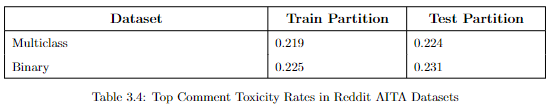 Dataset Train Partition Test Partition
Multiclass 0.219 0.224
Binary 0.225 0.231
Table 3.4: Top Comment Toxicity Rates in Reddit AITA Datasets